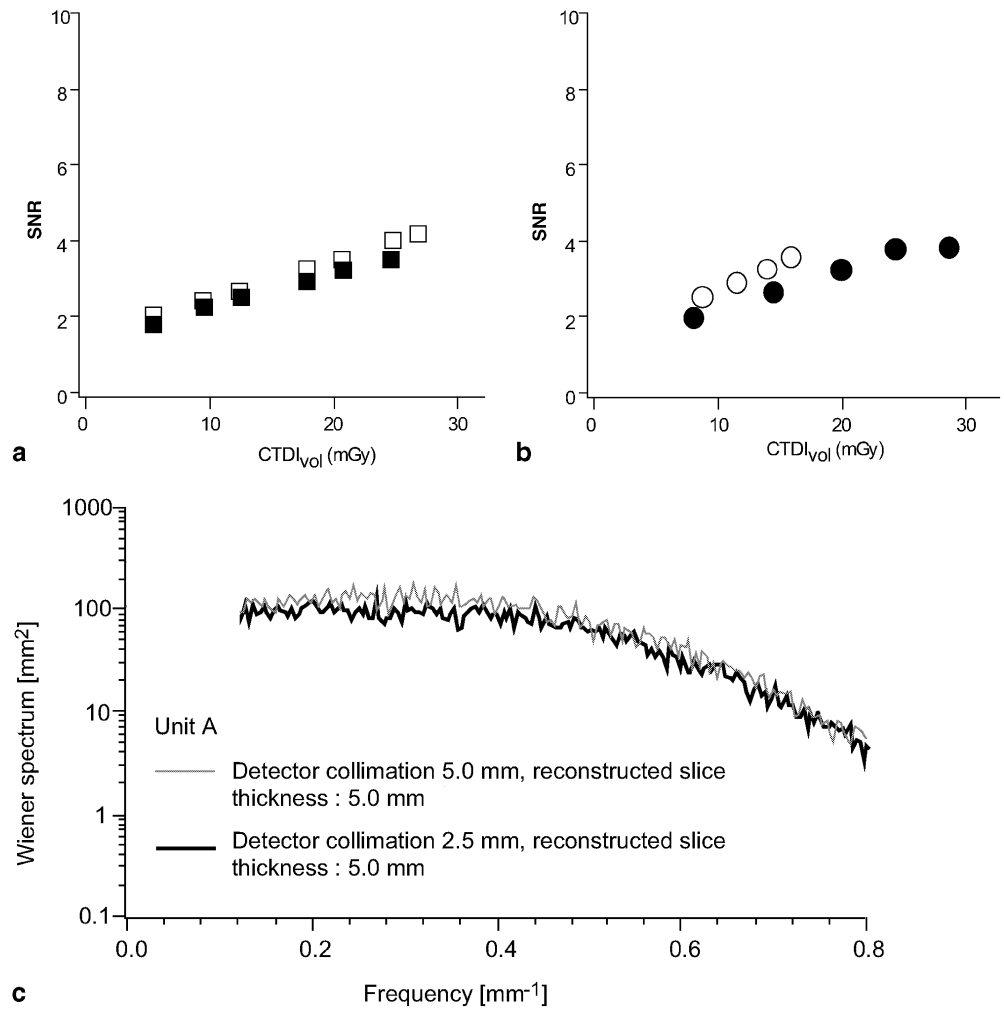 10
8
6
4
2
0
SNR
0 10 20 30
CTDIvol (mGy)
a
10
8
6
4
2
0
SNR
0 10 20 30
CTDIvol (mGy)
b
1000
100
10
1
0.1
Wiener spectrum [mm2]
Unit A
Detector collimation 5.0 mm, reconstructed slice
thickness : 5.0 mm
Detector collimation 2.5 mm, reconstructed slice
thickness : 5.0 mm
0.0 0.2 0.4 0.6 0.8
Frequency [mm-1]
c